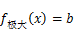 f极大(x) = b